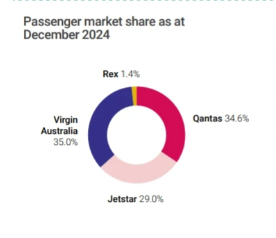 Passenger market share as at
December 2024
Rex 1.4%
Qantas 34.6%
Virgin
Australia
35.0%
Jetstar 29.0%